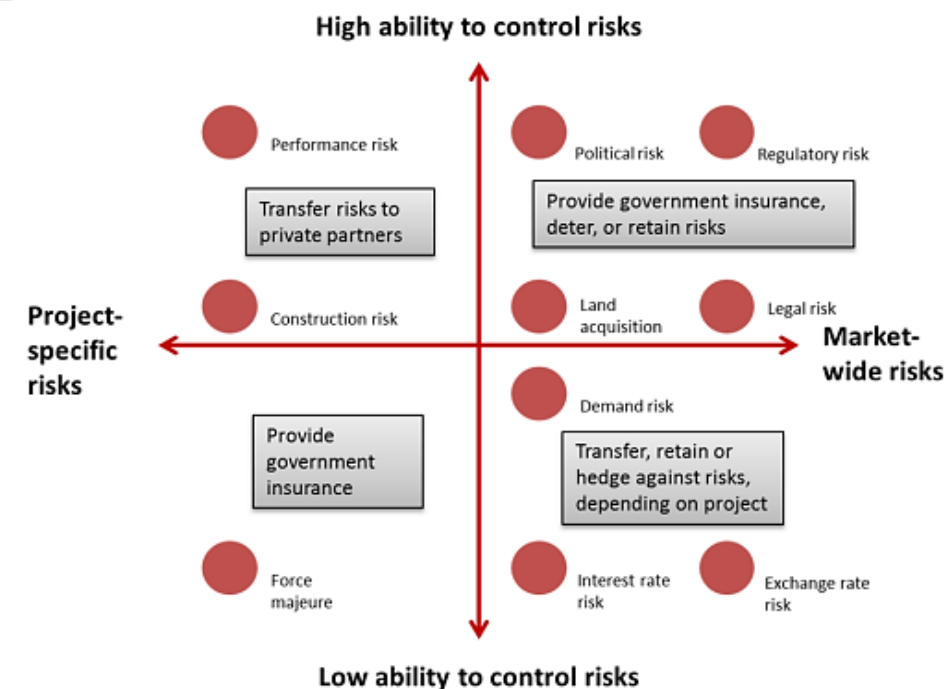 High ability to control risks
Performance risk
Political risk
Regulatory risk
Transfer risks to
private partners
Provide government insurance,
deter, or retain risks
Project-
specific
risks
Construction risk
Land
acquisition
Legal risk
Market-
wide risks
Demand risk
Provide
government
insurance
Transfer, retain or
hedge against risks,
depending on project
Force
majeure
Interest rate
risk
Exchange rate
risk
Low ability to control risks